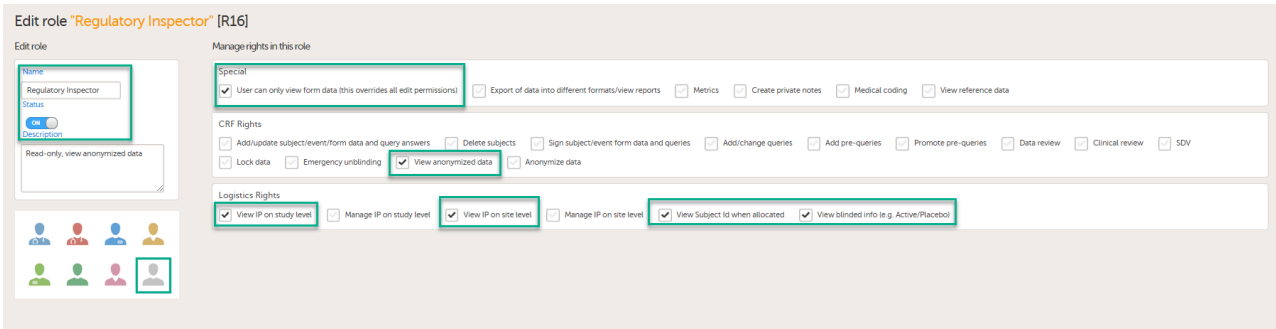 Edit role "Regulatory Inspector" [R16]
Edit role
Manage rights in this role
Name
Regulatory Inspector
Status
ON
Description
Read-only, view anonymized data
Special
User can only view form data (this overrides all edit permissions) Export of data into different formats/view reports Metrics Create private notes Medical coding View reference data
CRF Rights
Add/update subject/event/form data and query answers Delete subjects Sign subject/event form data and queries Add/change queries Add pre-queries Promote pre-queries Data review Clinical review SDV
Lock data Emergency unblinding View anonymized data Anonymize data
Logistics Rights
View IP on study level Manage IP on study level View IP on site level Manage IP on site level View Subject Id when allocated View blinded info (e.g. Active/Placebo)